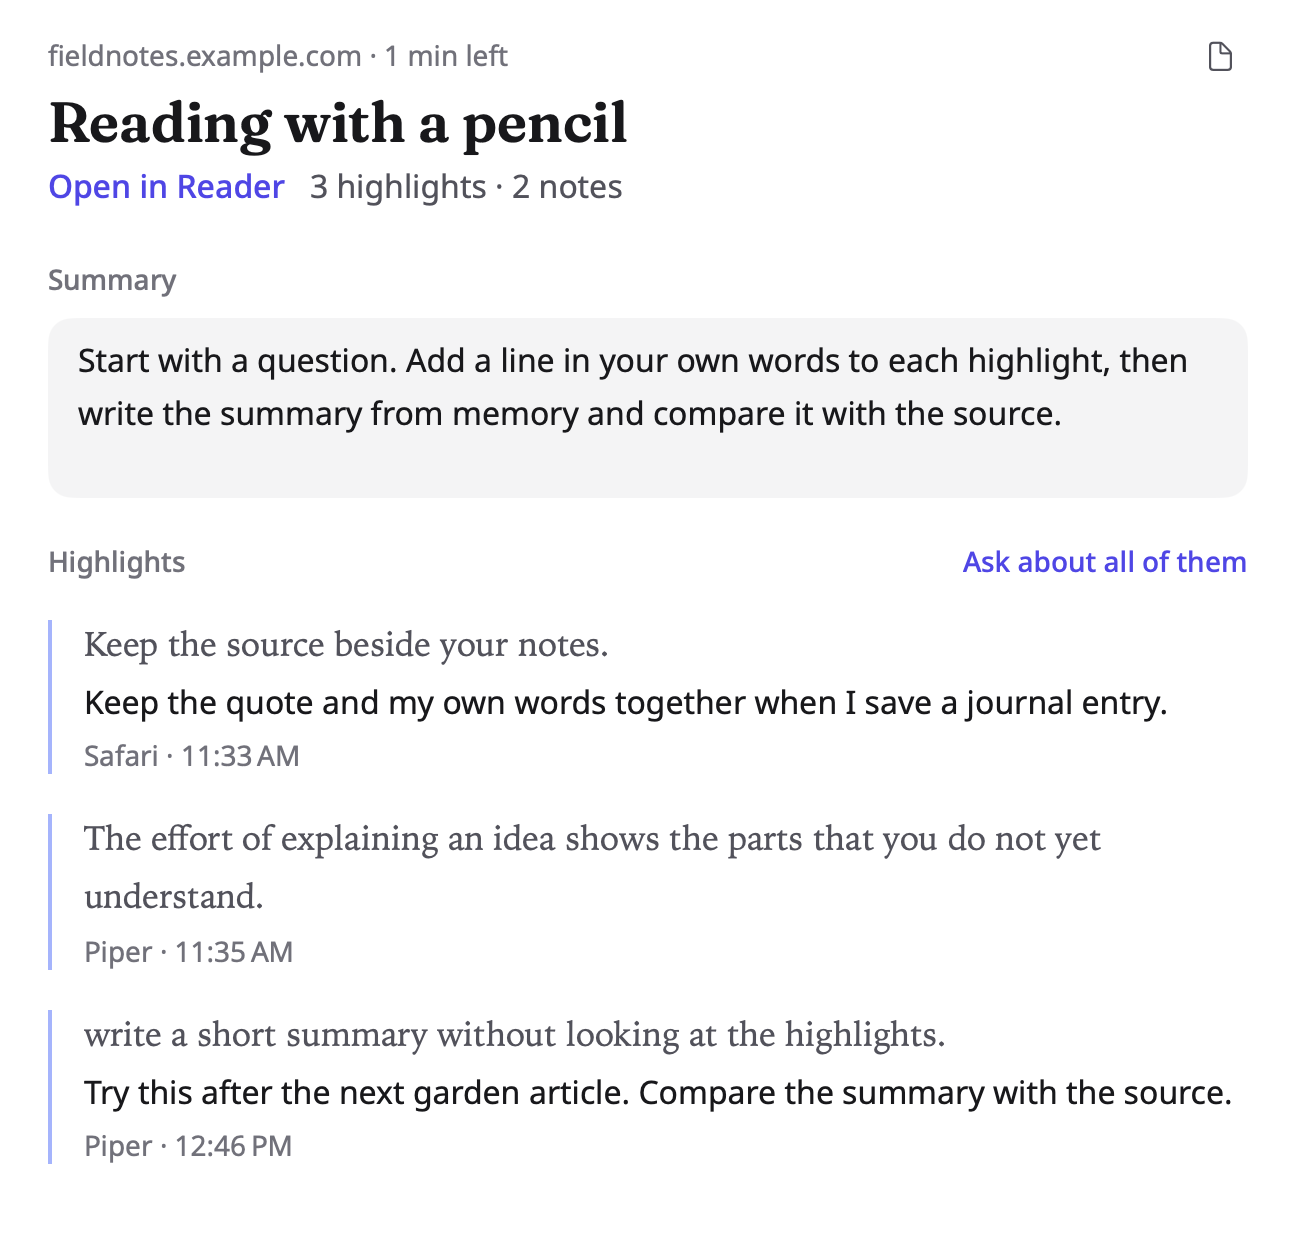 fieldnotes.example.com · 1 min left
Reading with a pencil
Open in Reader 3 highlights · 2 notes
Summary
Start with a question. Add a line in your own words to each highlight, then
write the summary from memory and compare it with the source.
Highlights Ask about all of them
Keep the source beside your notes.
Keep the quote and my own words together when I save a journal entry.
Safari · 11:33 AM
The effort of explaining an idea shows the parts that you do not yet
understand.
Piper · 11:35 AM
write a short summary without looking at the highlights.
Try this after the next garden article. Compare the summary with the source.
Piper · 12:46 PM